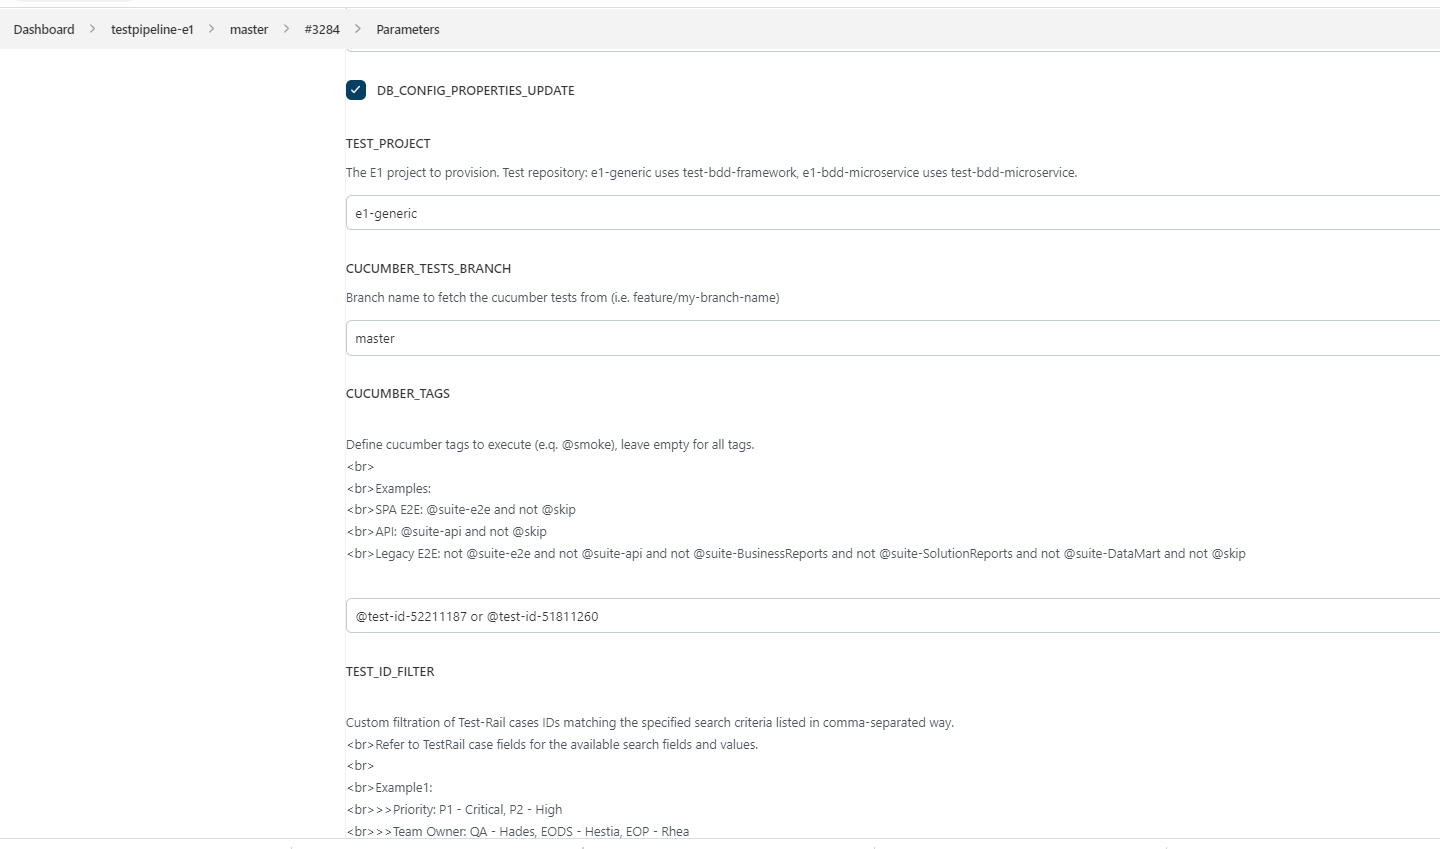 Dashboard > testpipeline-e1 > master > #3284 > Parameters
DB_CONFIG_PROPERTIES_UPDATE
TEST_PROJECT
The E1 project to provision. Test repository: e1-generic uses test-bdd-framework, e1-bdd-microservice uses test-bdd-microservice.
e1-generic
CUCUMBER_TESTS_BRANCH
Branch name to fetch the cucumber tests from (i.e. feature/my-branch-name)
master
CUCUMBER_TAGS
Define cucumber tags to execute (e.q. @smoke), leave empty for all tags.
<br>
<br>Examples:
<br>SPA E2E: @suite-e2e and not @skip
<br>API: @suite-api and not @skip
<br>Legacy E2E: not @suite-e2e and not @suite-api and not @suite-BusinessReports and not @suite-SolutionReports and not @suite-DataMart and not @skip
@test-id-52211187 or @test-id-51811260
TEST_ID_FILTER
Custom filtration of Test-Rail cases IDs matching the specified search criteria listed in comma-separated way.
<br>Refer to TestRail case fields for the available search fields and values.
<br>
<br>Example1:
<br>>>Priority: P1 - Critical, P2 - High
<br>>>Team Owner: QA - Hades, EODS - Hestia, EOP - Rhea